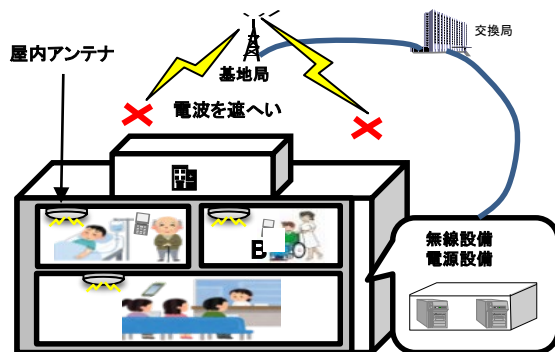 交換局
屋内アンテナ
基地局
電波を遮へい
無線設備
電源設備